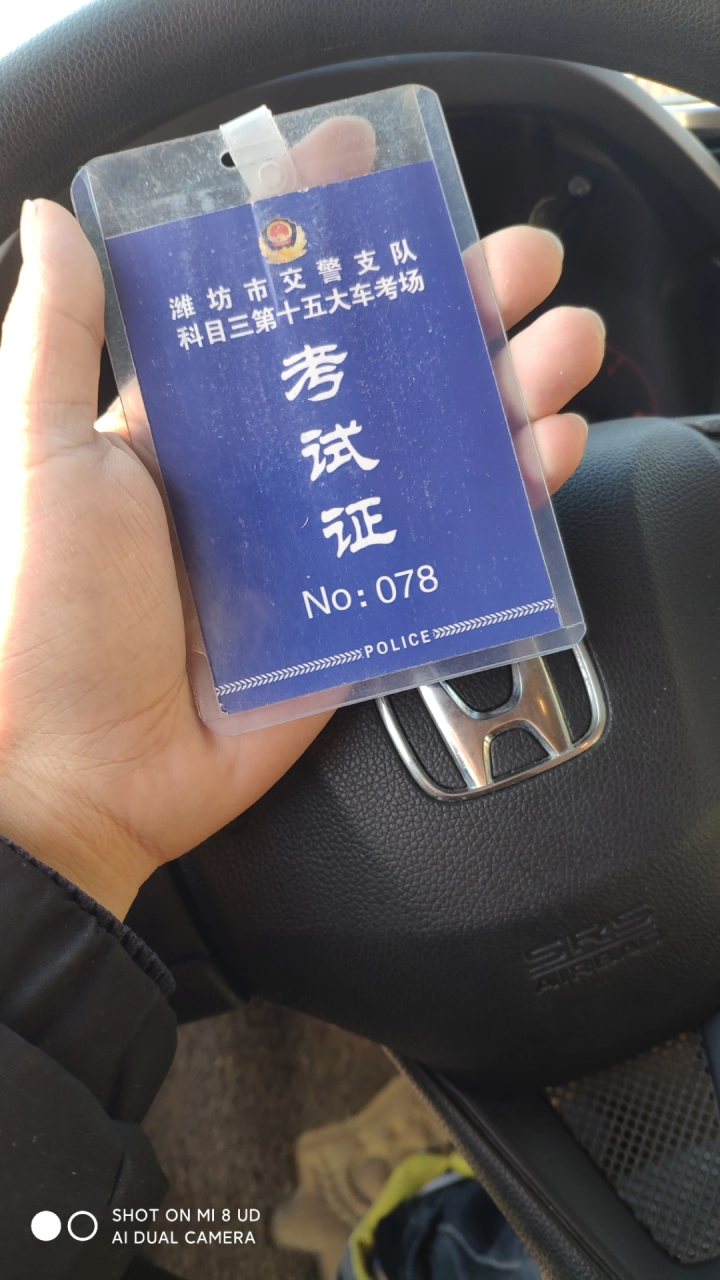 潍坊市交警支队
科目三第十五大车考场
考
试
证
No:078
POLICE
SRS
AIRBAG
SHOT ON MI 8 UD
AI DUAL CAMERA